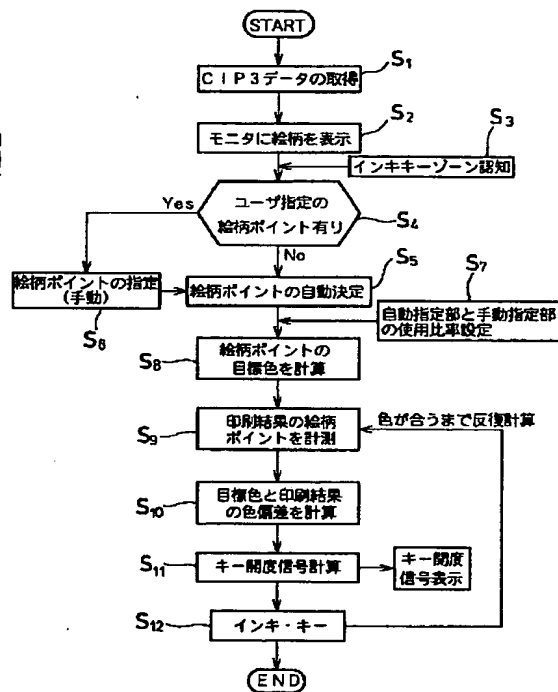 START
CIP3データの取得
S1
モニタに絵柄を表示
S2
S3
インキキーゾーン認知
ユーザ指定の
絵柄ポイント有り
S4
Yes
No
S5
S7
絵柄ポイントの指定
(手動)
S6
絵柄ポイントの自動決定
自動指定部と手動指定部
の使用比率設定
絵柄ポイントの
目標色を計算
S8
印刷結果の絵柄
ポイントを計測
S9
色が合うまで反復計算
目標色と印刷結果
の色偏差を計算
S10
キー開度信号計算
S11
キー開度
信号表示
インキ・キー
S12
END